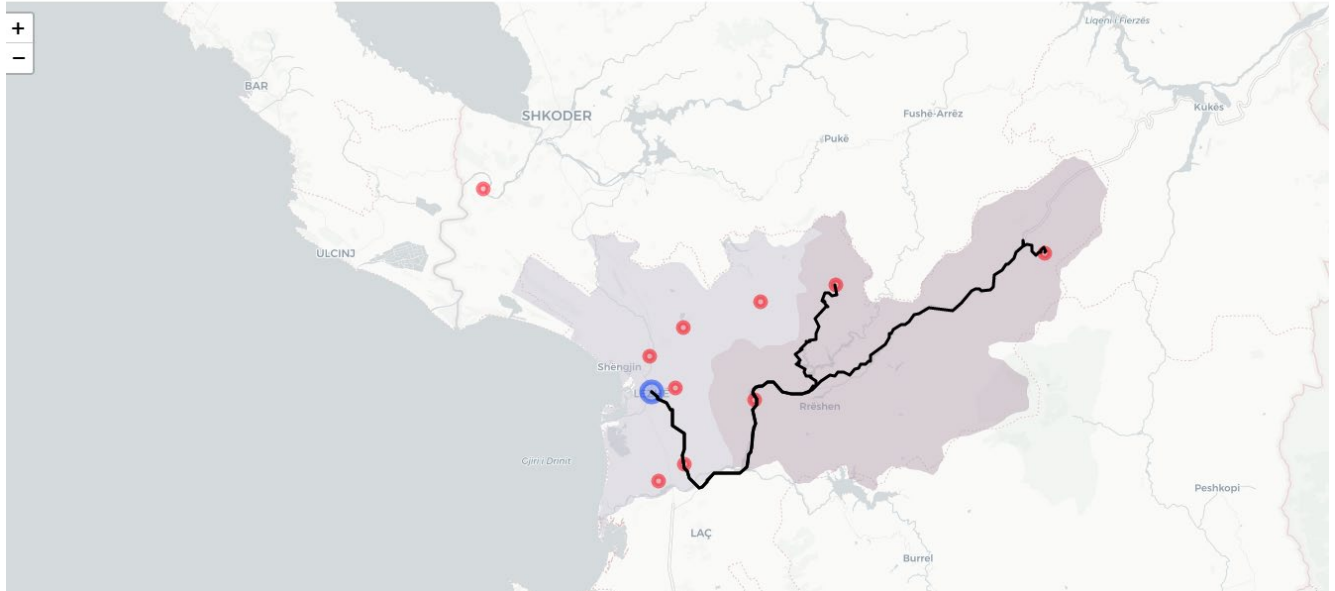 +
Liqeni i Fierzës
−
BAR
Kukës
SHKODER
Fushë-Arrëz
Pukë
ULCINJ
Shëngjin
Rrëshen
Gjiri i Drinit
Peshkopi
LAÇ
Burrel